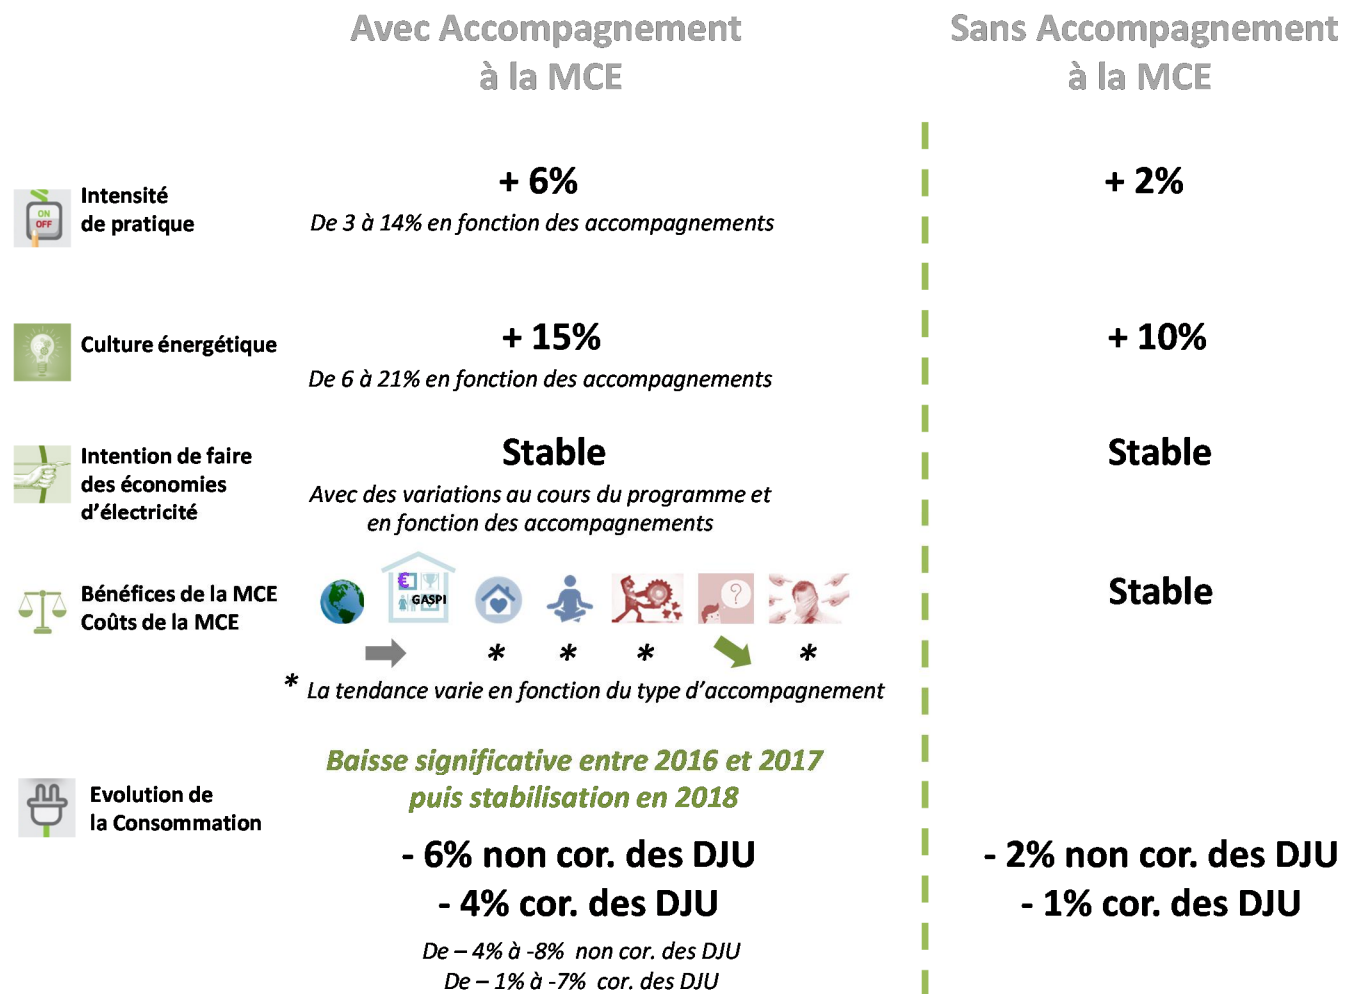 Avec Accompagnement
à la MCE
Sans Accompagnement
à la MCE
ON
OFF
Intensité
de pratique
+ 6%
De 3 à 14% en fonction des accompagnements
+ 2%
Culture énergétique
+ 15%
De 6 à 21% en fonction des accompagnements
+ 10%
Intention de faire
des économies
d'électricité
Stable
Avec des variations au cours du programme et
en fonction des accompagnements
Stable
Bénéfices de la MCE
Coûts de la MCE
€
GASPI
?
Stable
* * * *
* La tendance varie en fonction du type d'accompagnement
Evolution de
la Consommation
Baisse significative entre 2016 et 2017
puis stabilisation en 2018
- 6% non cor. des DJU
- 4% cor. des DJU
De – 4% à -8% non cor. des DJU
De – 1% à -7% cor. des DJU
- 2% non cor. des DJU
- 1% cor. des DJU